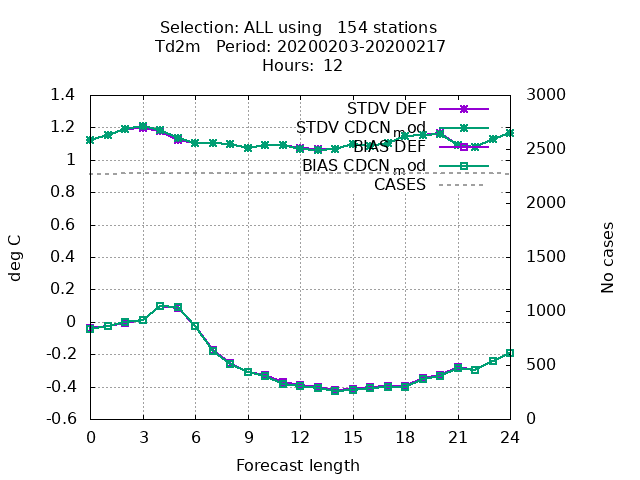 Selection: ALL using   154 stations
Td2m   Period: 20200203-20200217
Hours: 12
1.4
1.2
1
0.8
0.6
0.4
0.2
0
-0.2
-0.4
-0.6
3000
2500
2000
1500
1000
500
0
STDV DEF
STDV CDCNmod
BIAS DEF
BIAS CDCNmod
CASES
deg C
No cases
0 3 6 9 12 15 18 21 24
Forecast length